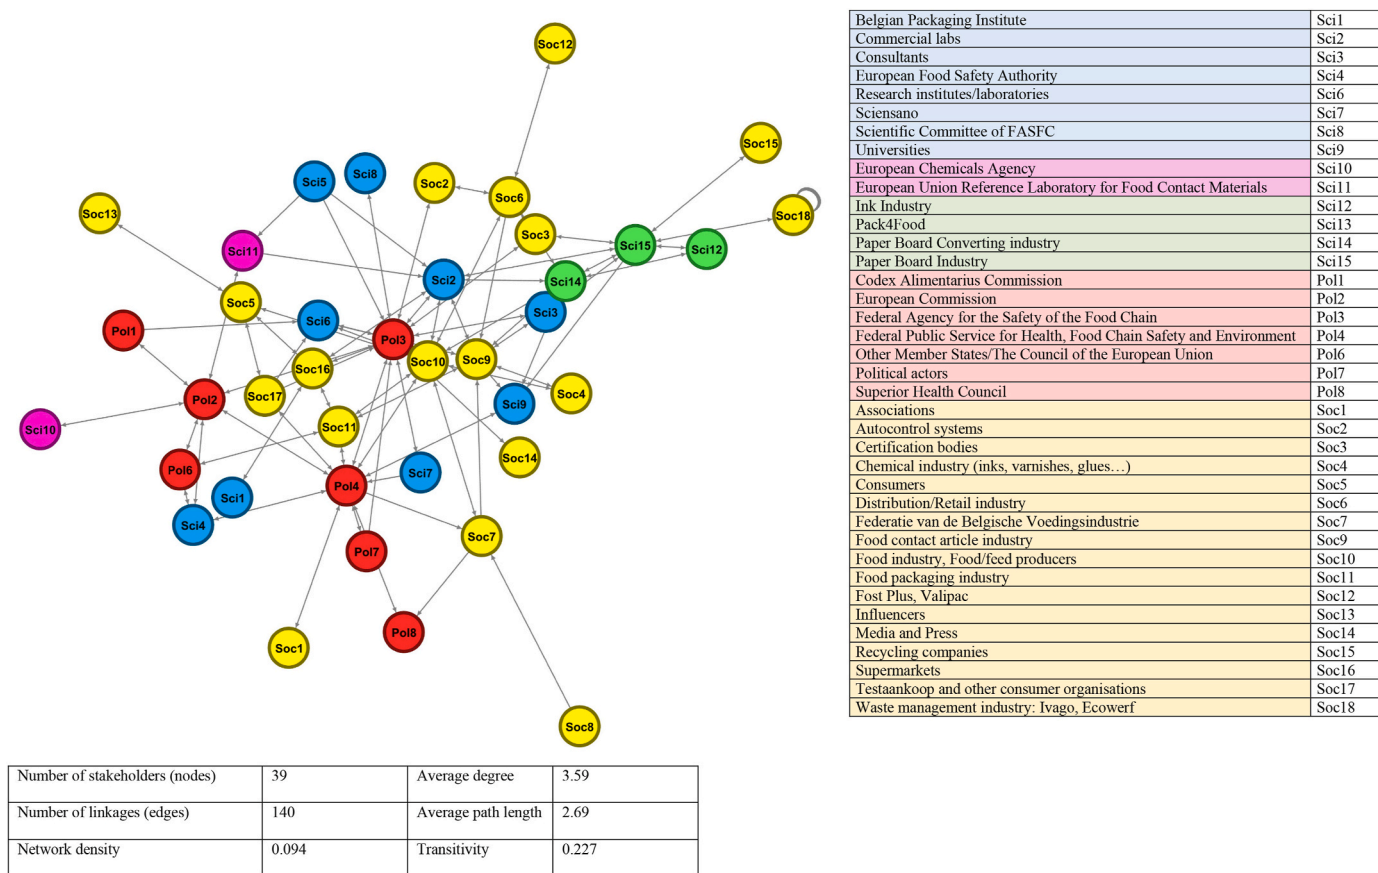 Soc12
Soc15
Sci8
Sci5
Soc2
Soc6
Soc13
Soc18
Soc3
Sci15
Sci12
Sci11
Sci2
Sci14
Soc5
Sci3
Sci6
Pol1
Pol3
Soc10
Soc9
Soc16
Soc17
Soc4
Pol2
Sci9
Soc11
Sci10
Soc14
Pol6
Sci7
Pol4
Sci1
Sci4
Soc7
Pol7
Pol8
Soc1
Soc8
Belgian Packaging Institute Sci1
Commercial labs Sci2
Consultants Sci3
European Food Safety Authority Sci4
Research institutes/laboratories Sci6
Sciensano Sci7
Scientific Committee of FASFC Sci8
Universities Sci9
European Chemicals Agency Sci10
European Union Reference Laboratory for Food Contact Materials Sci11
Ink Industry Sci12
Pack4Food Sci13
Paper Board Converting industry Sci14
Paper Board Industry Sci15
Codex Alimentarius Commission Pol1
European Commission Pol2
Federal Agency for the Safety of the Food Chain Pol3
Federal Public Service for Health, Food Chain Safety and Environment Pol4
Other Member States/The Council of the European Union Pol6
Political actors Pol7
Superior Health Council Pol8
Associations Soc1
Autocontrol systems Soc2
Certification bodies Soc3
Chemical industry (inks, varnishes, glues…) Soc4
Consumers Soc5
Distribution/Retail industry Soc6
Federatie van de Belgische Voedingsindustrie Soc7
Food contact article industry Soc9
Food industry, Food/feed producers Soc10
Food packaging industry Soc11
Fost Plus, Valipac Soc12
Influencers Soc13
Media and Press Soc14
Recycling companies Soc15
Supermarkets Soc16
Testaankoop and other consumer organisations Soc17
Waste management industry: Ivago, Ecowerf Soc18
Number of stakeholders (nodes) 39 Average degree 3.59
Number of linkages (edges) 140 Average path length 2.69
Network density 0.094 Transitivity 0.227